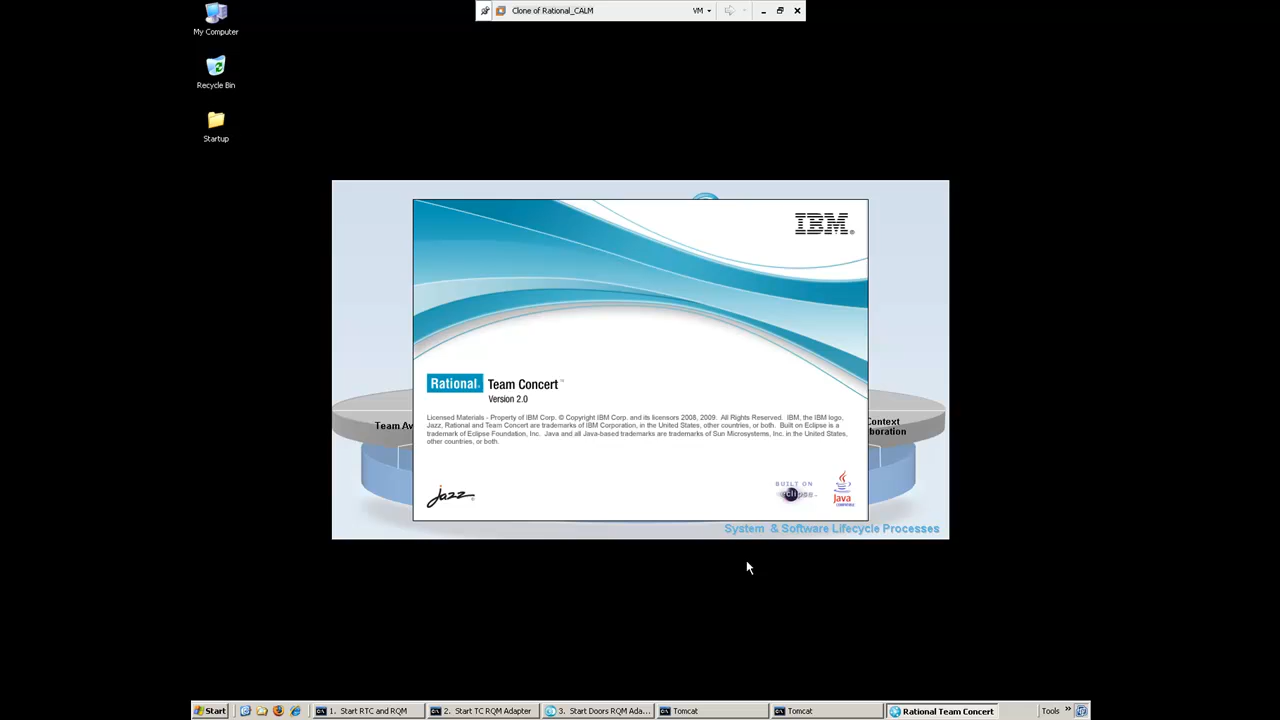 Clone of Rational_CALM
VM
My Computer
Recycle Bin
Startup
IBM®
Rational® Team Concert™
Version 2.0
Licensed Materials - Property of IBM Corp. © Copyright IBM Corp. and its licensors 2008, 2009. All Rights Reserved. IBM, the IBM logo,
Jazz, Rational and Team Concert are trademarks of IBM Corporation, in the United States, other countries, or both. Built on Eclipse is a
trademark of Eclipse Foundation, Inc. Java and all Java-based trademarks are trademarks of Sun Microsystems, Inc. in the United States,
other countries, or both.
Team Av
Context
boration
jazz
BUILT ON
eclipse
Java
COMPATIBLE
System & Software Lifecycle Processes
Start
1. Start RTC and RQM
2. Start TC RQM Adapter
3. Start Doors RQM Ada...
Tomcat
Tomcat
Rational Team Concert
Tools